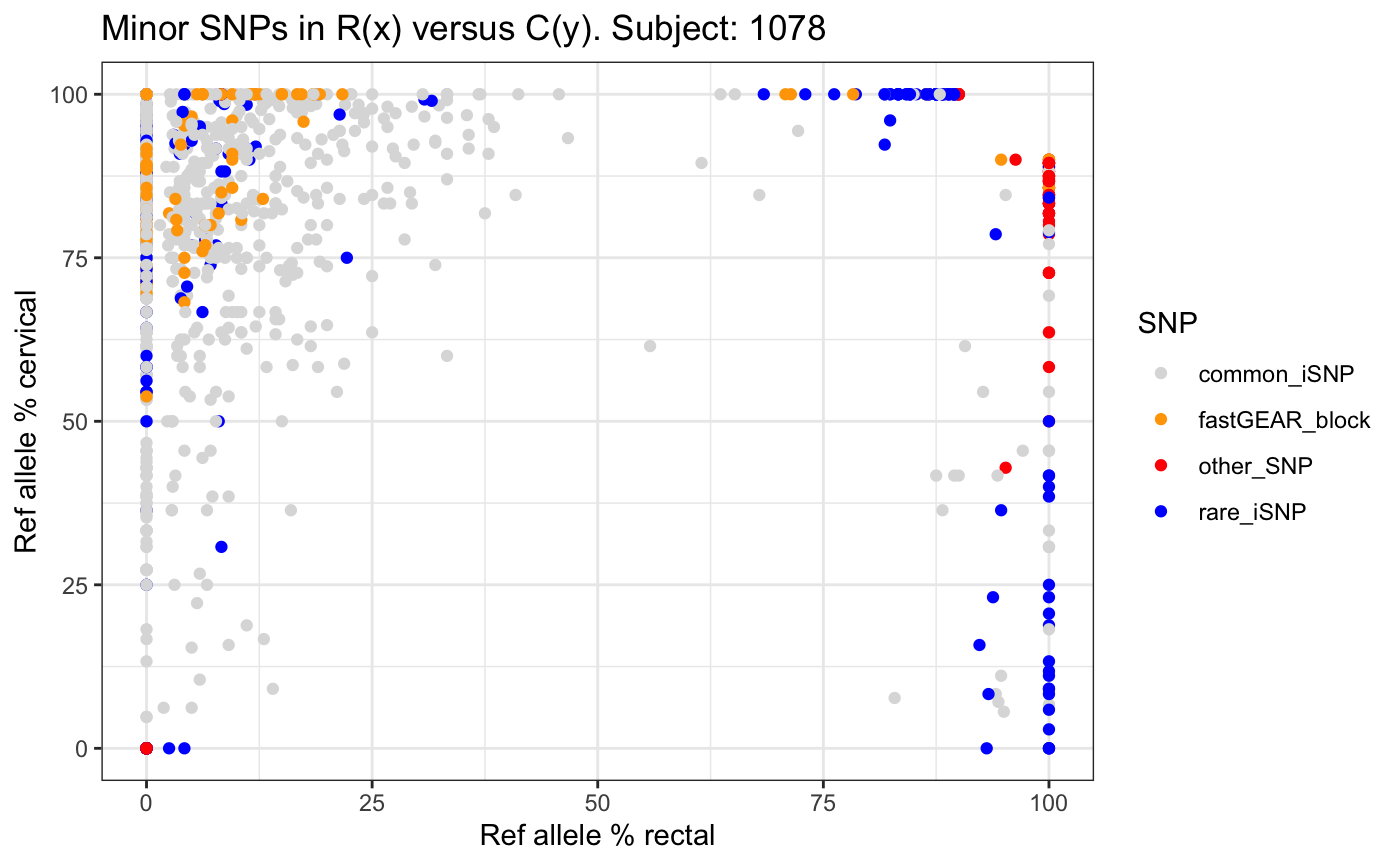 Minor SNPs in R(x) versus C(y). Subject: 1078
Ref allele % cervical
100
75
50
25
0
0 25 50 75 100
Ref allele % rectal
SNP
common_iSNP
fastGEAR_block
other_SNP
rare_iSNP